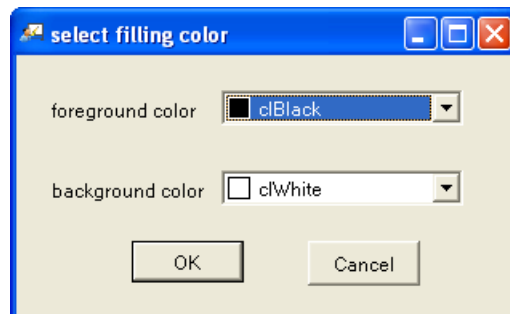 select filling color
foreground color clBlack
background color clWhite
OK Cancel